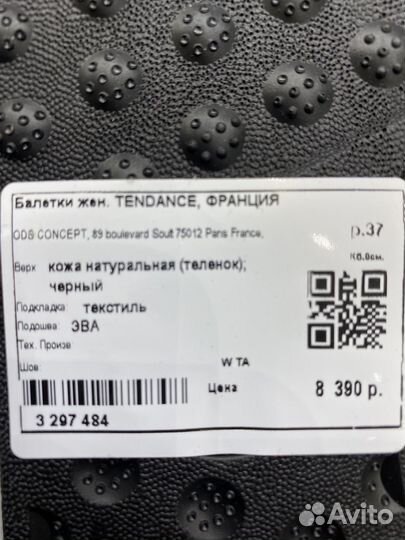 Балетки жен. TENDANCE, ФРАНЦИЯ
ODB CONCEPT, 89 boulevard Soult 75012 Paris France,
р.37
Верх кожа натуральная (теленок);
черный
Подкладка текстиль
Подошва ЭВА
Тех. Произв
Шов
W TA
Цена 8 390 р.
3 297 484
Avito